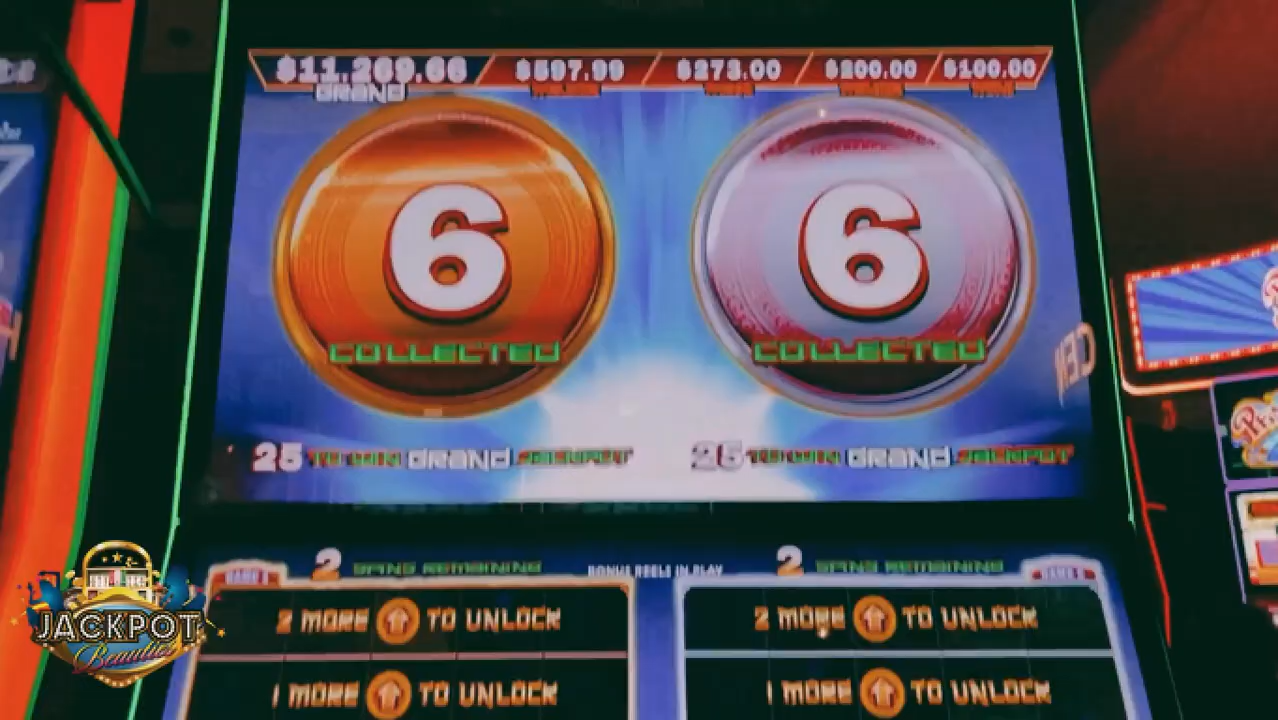 $11,269.66 $597.99 $273.00 $200.00 $100.00
GRAND
6 6
COLLECTED COLLECTED
25 TO WIN GRAND JACKPOT 25 TO WIN GRAND JACKPOT
2 SPINS REMAINING BONUS REELS IN PLAY 2 SPINS REMAINING
2 MORE TO UNLOCK 2 MORE TO UNLOCK
1 MORE TO UNLOCK 1 MORE TO UNLOCK
JACKPOT
Beauties